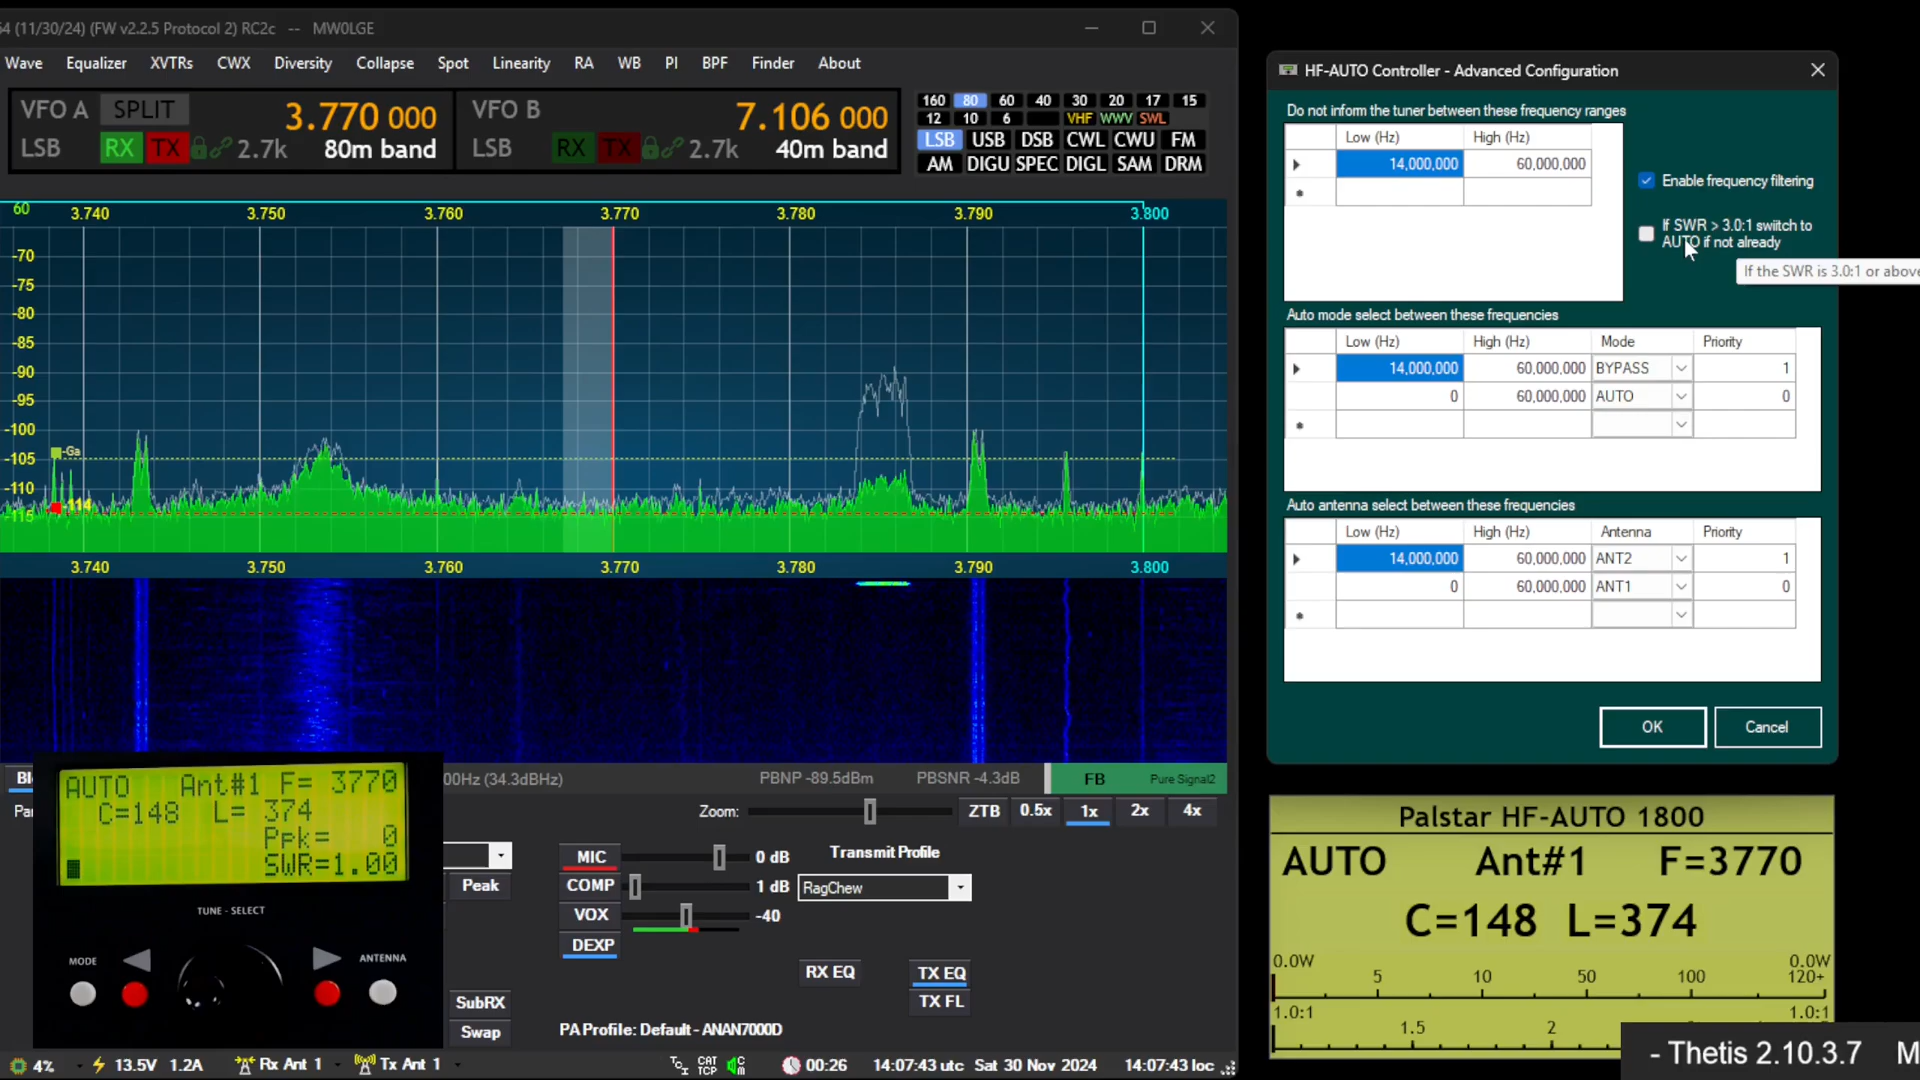 64 (11/30/24) (FW v2.2.5 Protocol 2) RC2c -- MW0LGE
Wave Equalizer XVTRs CWX Diversity Collapse Spot Linearity RA WB PI BPF Finder About
VFO A SPLIT 3.770 000
LSB RX TX 2.7k 80m band
VFO B 7.106 000
LSB RX TX 2.7k 40m band
160 80 60 40 30 20 17 15
12 10 6 VHF WWV SWL
LSB USB DSB CWL CWU FM
AM DIGU SPEC DIGL SAM DRM
60 3.740 3.750 3.760 3.770 3.780 3.790 3.800
-70
-75
-80
-85
-90
-95
-100
-105 -Ga
-110
-114
-115
3.740 3.750 3.760 3.770 3.780 3.790 3.800
00Hz (34.3dBHz) PBNP -89.5dBm PBSNR -4.3dB FB Pure Signal2
Zoom: ZTB 0.5x 1x 2x 4x
MIC 0 dB Transmit Profile
Peak COMP 1 dB RagChew
VOX -40
DEXP
RX EQ TX EQ
SubRX TX FL
Swap PA Profile: Default - ANAN7000D
AUTO Ant#1 F= 3770
C=148 L= 374
Ppk= 0
SWR=1.00
TUNE - SELECT
MODE ANTENNA
4% 13.5V 1.2A Rx Ant 1 Tx Ant 1 CAT TCP 00:26 14:07:43 utc Sat 30 Nov 2024 14:07:43 loc
HF-AUTO Controller - Advanced Configuration
Do not inform the tuner between these frequency ranges
Low (Hz) High (Hz)
14,000,000 60,000,000
Enable frequency filtering
If SWR > 3.0:1 switch to
AUTO if not already
If the SWR is 3.0:1 or above
Auto mode select between these frequencies
Low (Hz) High (Hz) Mode Priority
14,000,000 60,000,000 BYPASS 1
0 60,000,000 AUTO 0
Auto antenna select between these frequencies
Low (Hz) High (Hz) Antenna Priority
14,000,000 60,000,000 ANT2 1
0 60,000,000 ANT1 0
OK Cancel
Palstar HF-AUTO 1800
AUTO Ant#1 F=3770
C=148 L=374
0.0W 0.0W
5 10 50 100 120+
1.0:1 1.0:1
1.5 2
- Thetis 2.10.3.7 M